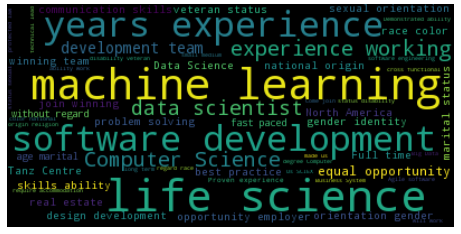 communication skills
veteran status
sexual orientation
years experience
race color
development team
experience working
winning team
Data Science
national origin
machine learning
marital status
join winning
data scientist
North America
without regard
fast paced
gender identity
problem solving
software development
age marital
Computer Science
Full time
Tanz Centre
best practice
equal opportunity
skills ability
life science
real estate
Proven experience
design development
opportunity employer
orientation gender